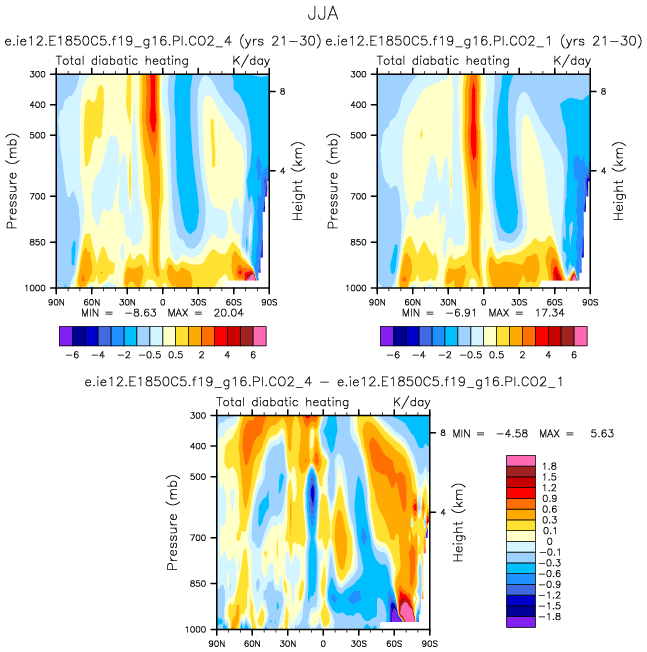 JJA
e.ie12.E1850C5.f19_g16.PI.CO2_4 (yrs 21-30) e.ie12.E1850C5.f19_g16.PI.CO2_1 (yrs 21-30)
Total diabatic heating K/day Total diabatic heating K/day
300 300
8 8
500 500
Pressure (mb) Height (km) Pressure (mb) Height (km)
4 4
700 700
850 850
1000 1000
90N 60N 30N 0 30S 60S 90S 90N 60N 30N 0 30S 60S 90S
MIN = -8.63 MAX = 20.04 MIN = -6.91 MAX = 17.34
-6 -4 -2 -0.5 0.5 2 4 6 -6 -4 -2 -0.5 0.5 2 4 6
e.ie12.E1850C5.f19_g16.PI.CO2_4 - e.ie12.E1850C5.f19_g16.PI.CO2_1
Total diabatic heating K/day
300
8 MIN = -4.58 MAX = 5.63
500
Pressure (mb) Height (km)
4
700
850
1000
90N 60N 30N 0 30S 60S 90S
1.8
1.5
1.2
0.9
0.6
0.3
0.1
0
-0.1
-0.3
-0.6
-0.9
-1.2
-1.5
-1.8